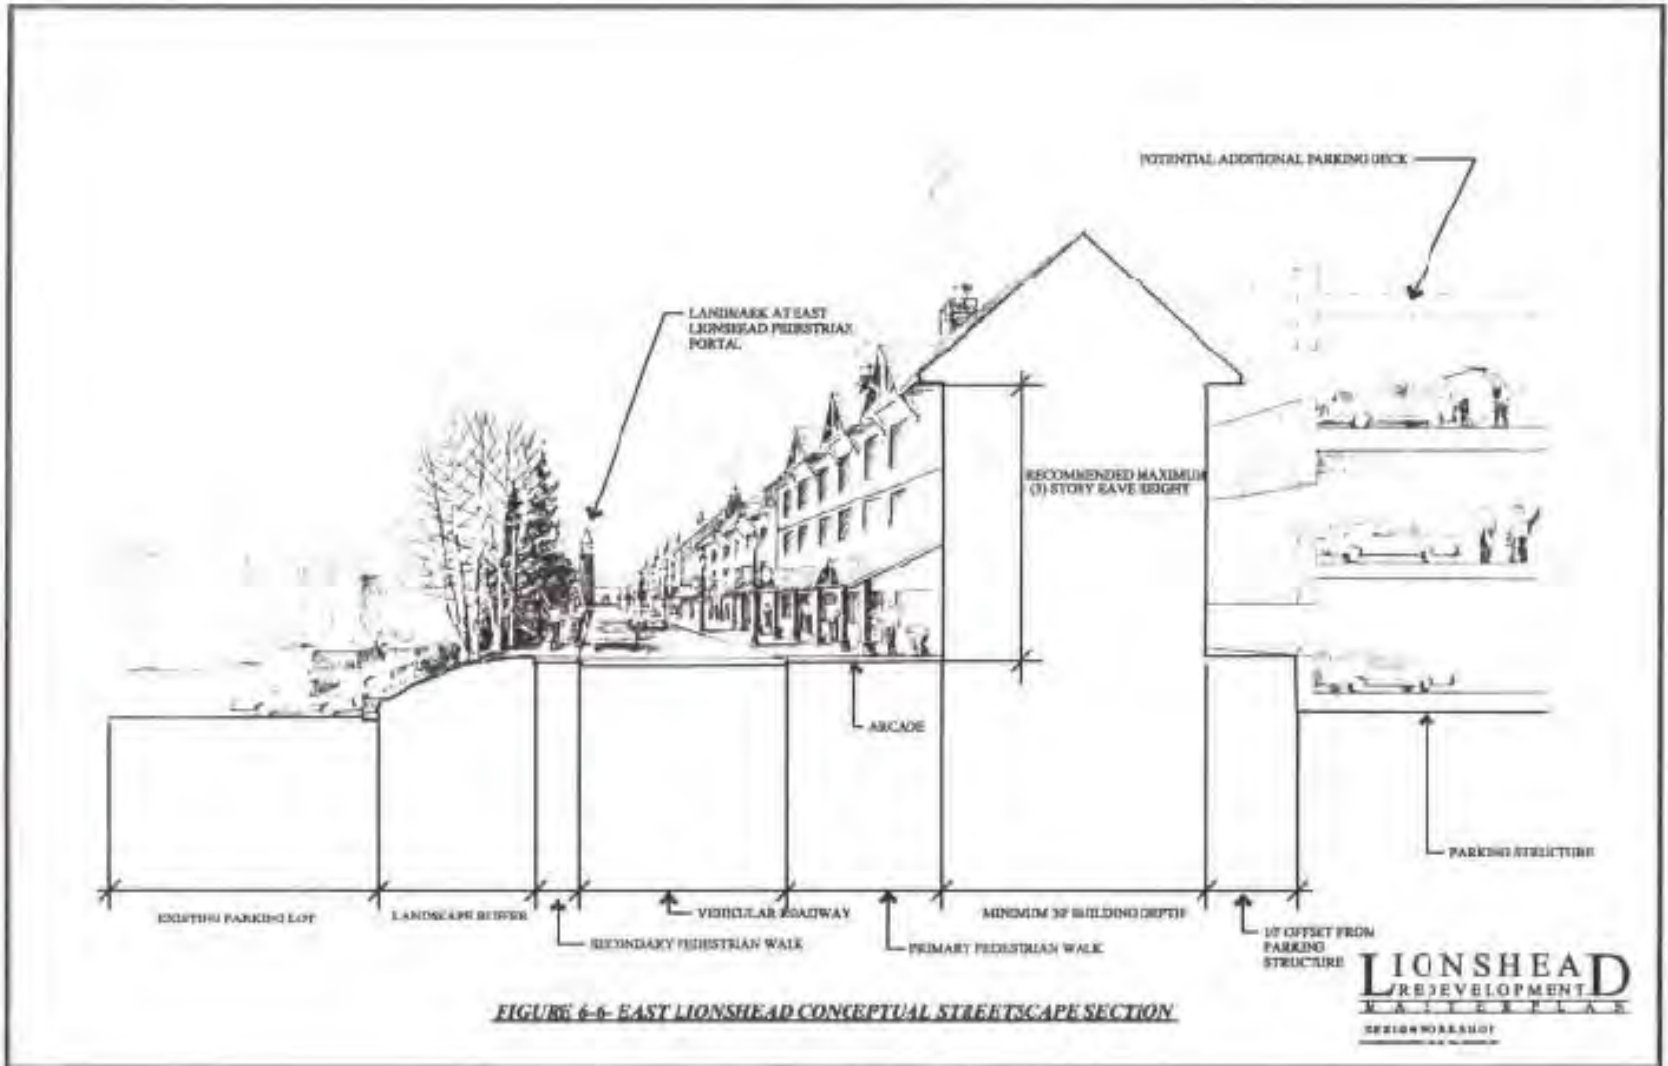 POTENTIAL ADDITIONAL PARKING DECK
LANDMARK AT EAST
LIONSHEAD PEDESTRIAN
PORTAL
RECOMMENDED MAXIMUM
(3) STORY EAVE HEIGHT
ARCADE
PARKING STRUCTURE
EXISTING PARKING LOT
LANDSCAPE BUFFER
VEHICULAR ROADWAY
MINIMUM BUILDING DEPTH
SECONDARY PEDESTRIAN WALK
PRIMARY PEDESTRIAN WALK
OFFSET FROM
PARKING
STRUCTURE
LIONSHEAD
REDEVELOPMENT
MASTERPLAN
DESIGNWORKSHOP
FIGURE 6-6- EAST LIONSHEAD CONCEPTUAL STREETSCAPE SECTION